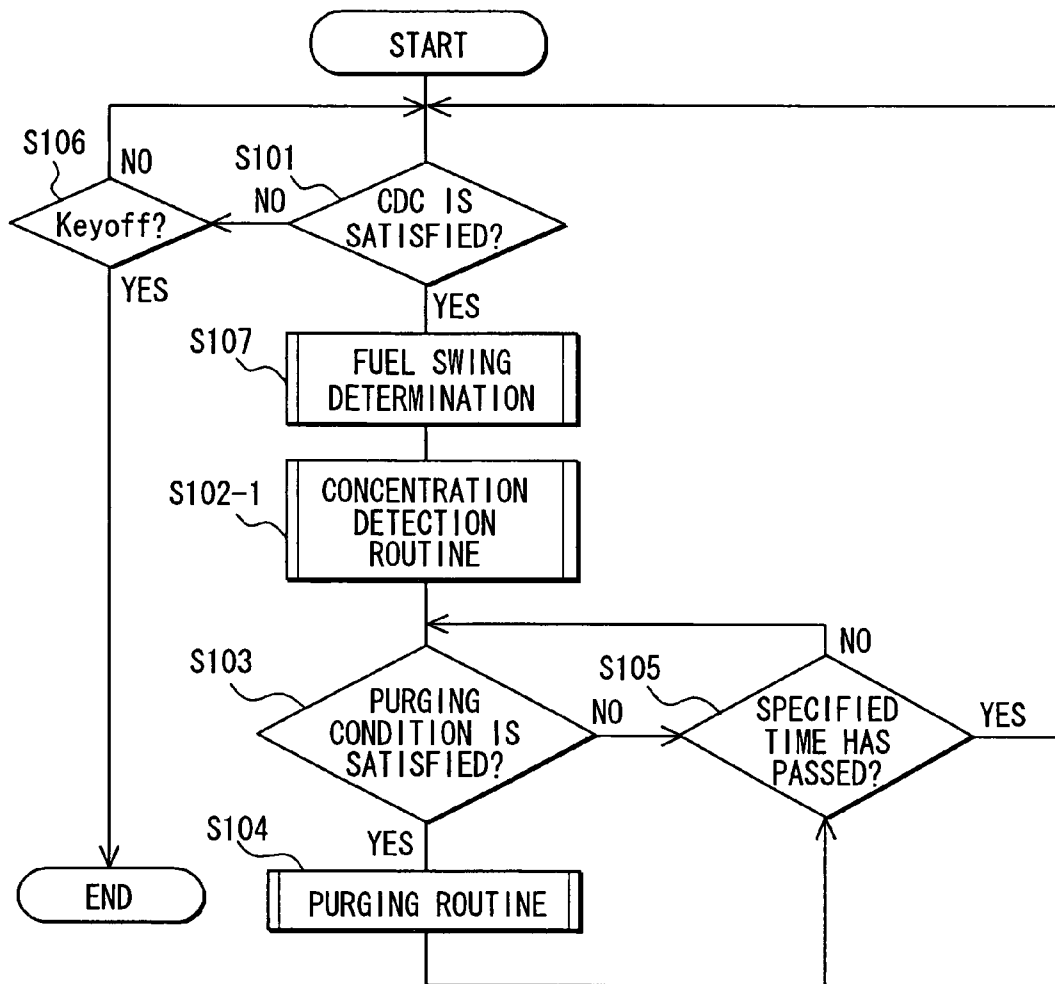 START
S106
NO
S101
NO
CDC IS
SATISFIED?
Keyoff?
YES
YES
S107
FUEL SWING
DETERMINATION
S102-1
CONCENTRATION
DETECTION
ROUTINE
NO
S103
S105
PURGING
CONDITION IS
SATISFIED?
NO
SPECIFIED
TIME HAS
PASSED?
YES
S104
YES
PURGING ROUTINE
END